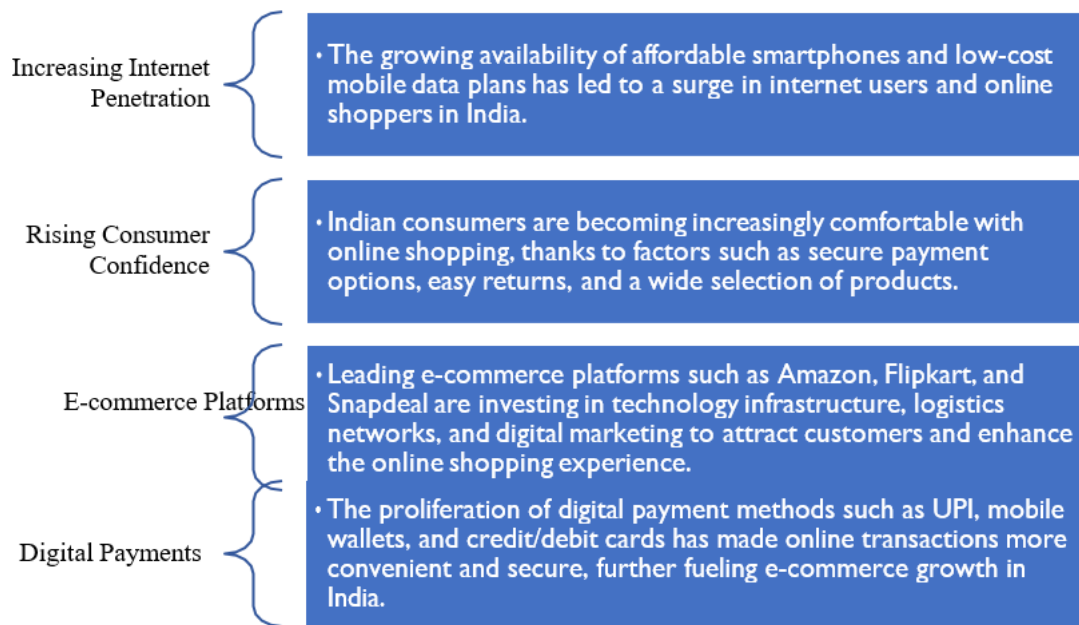 Increasing Internet
Penetration
• The growing availability of affordable smartphones and low-cost
mobile data plans has led to a surge in internet users and online
shoppers in India.
Rising Consumer
Confidence
• Indian consumers are becoming increasingly comfortable with
online shopping, thanks to factors such as secure payment
options, easy returns, and a wide selection of products.
E-commerce Platforms
• Leading e-commerce platforms such as Amazon, Flipkart, and
Snapdeal are investing in technology infrastructure, logistics
networks, and digital marketing to attract customers and enhance
the online shopping experience.
Digital Payments
• The proliferation of digital payment methods such as UPI, mobile
wallets, and credit/debit cards has made online transactions more
convenient and secure, further fueling e-commerce growth in
India.